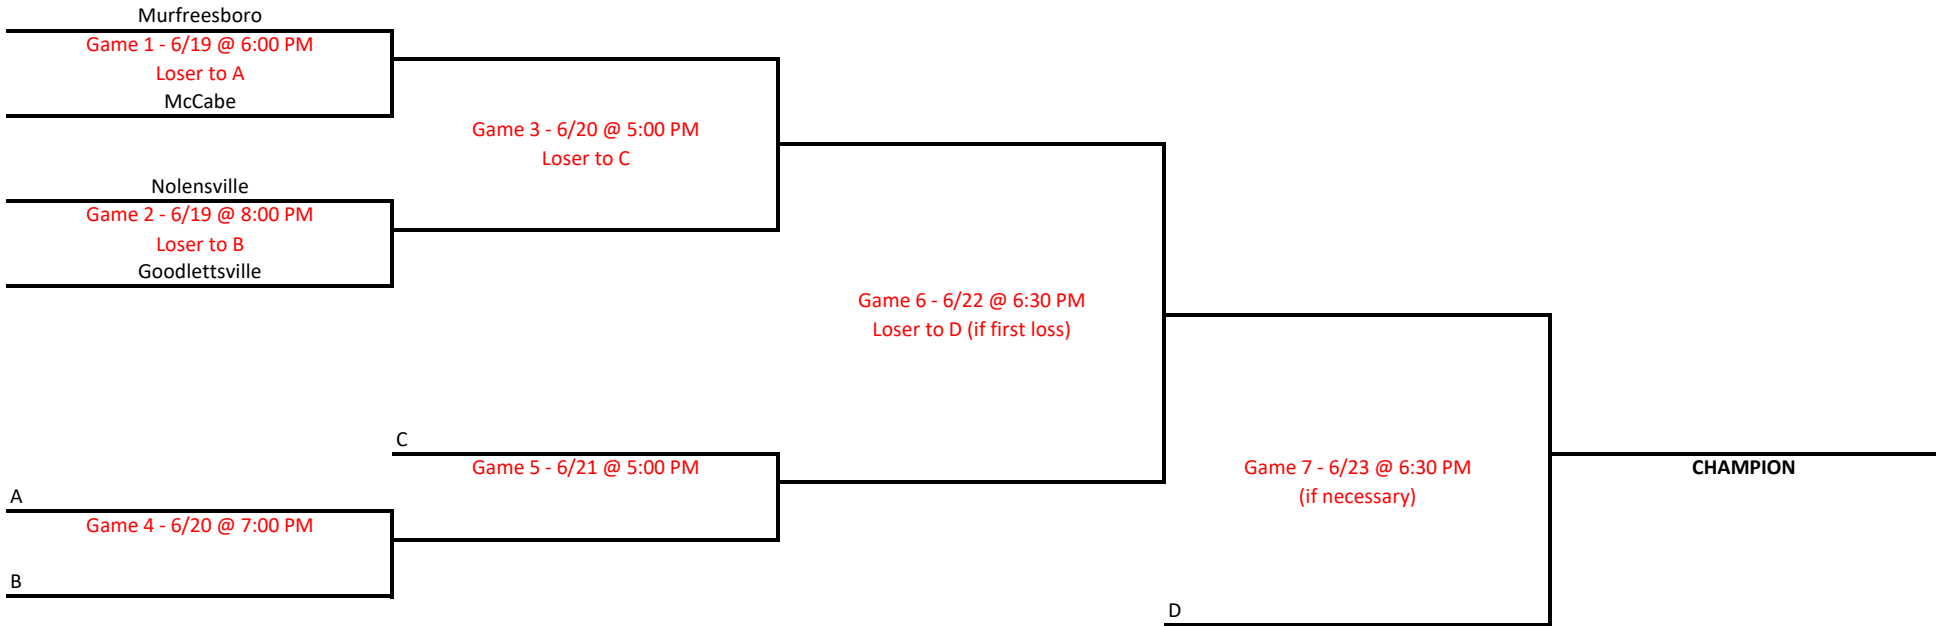 Murfreesboro
Game 1 - 6/19 @ 6:00 PM
Loser to A
McCabe
Game 3 - 6/20 @ 5:00 PM
Loser to C
Nolensville
Game 2 - 6/19 @ 8:00 PM
Loser to B
Goodlettsville
Game 6 - 6/22 @ 6:30 PM
Loser to D (if first loss)
C
Game 5 - 6/21 @ 5:00 PM
Game 7 - 6/23 @ 6:30 PM
(if necessary)
CHAMPION
A
Game 4 - 6/20 @ 7:00 PM
B
D